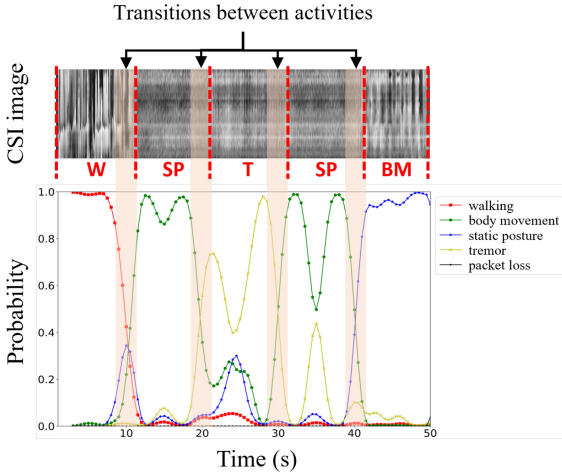 Transitions between activities
CSI image
W SP T SP BM
1.0
0.8
0.6
0.4
0.2
0.0
Probability
10 20 30 40 50
Time (s)
walking
body movement
static posture
tremor
packet loss